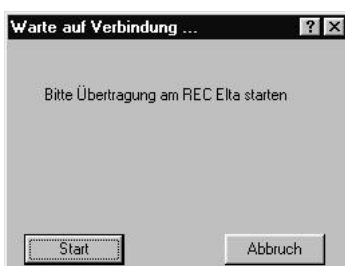 Warte auf Verbindung ...
Bitte Übertragung am REC Elta starten
Start
Abbruch